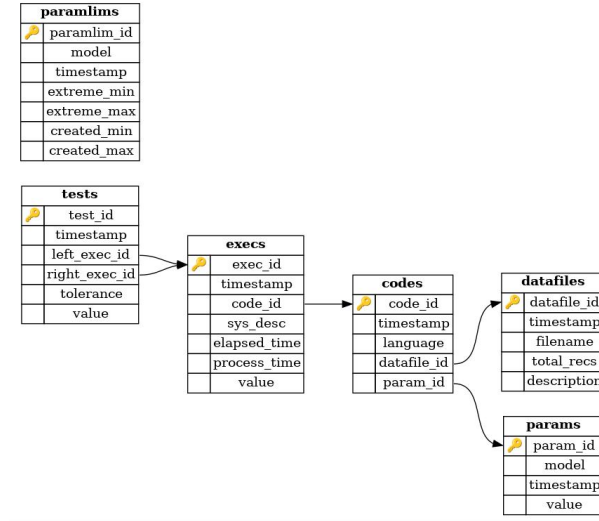 paramlims
paramlim_id
model
timestamp
extreme_min
extreme_max
created_min
created_max
tests
test_id
timestamp
left_exec_id
right_exec_id
tolerance
value
execs
exec_id
timestamp
code_id
sys_desc
elapsed_time
process_time
value
codes
code_id
timestamp
language
datafile_id
param_id
datafiles
datafile_id
timestamp
filename
total_recs
description
params
param_id
model
timestamp
value